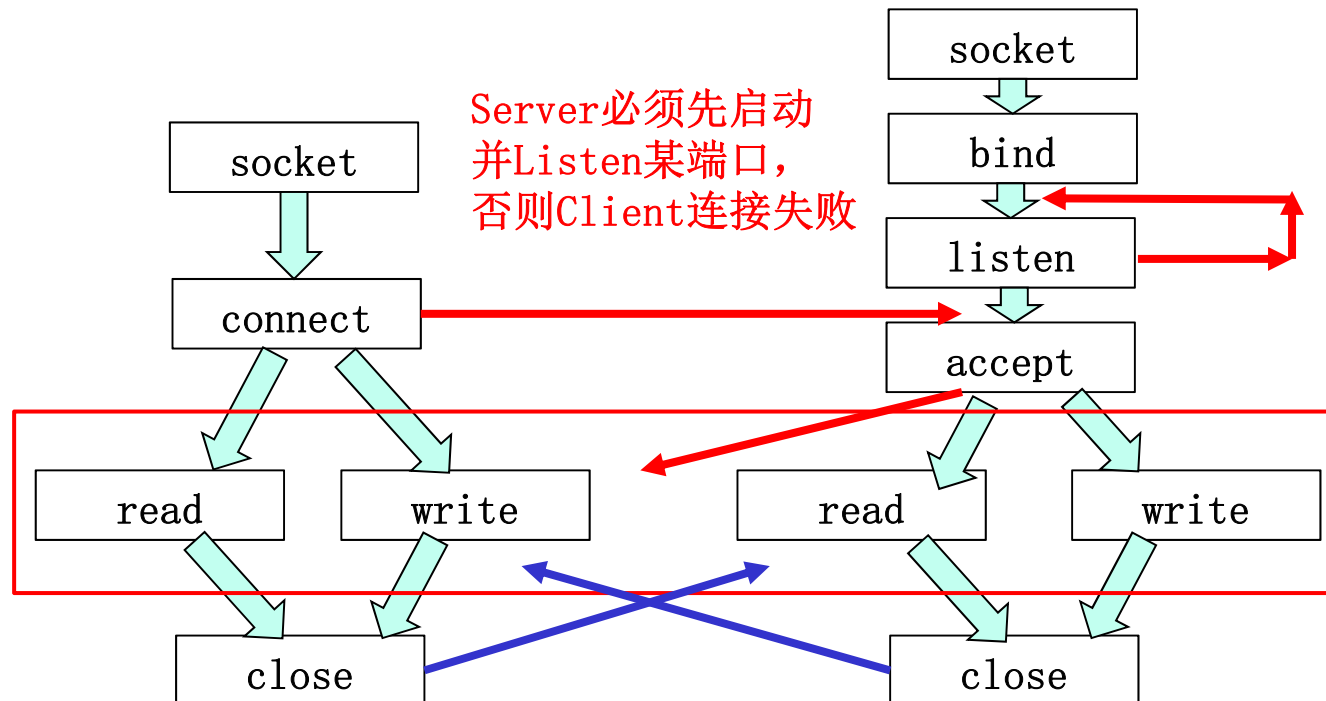 socket
Server必须先启动
并Listen某端口，
否则Client连接失败
socket
bind
listen
connect
accept
read
write
read
write
close
close